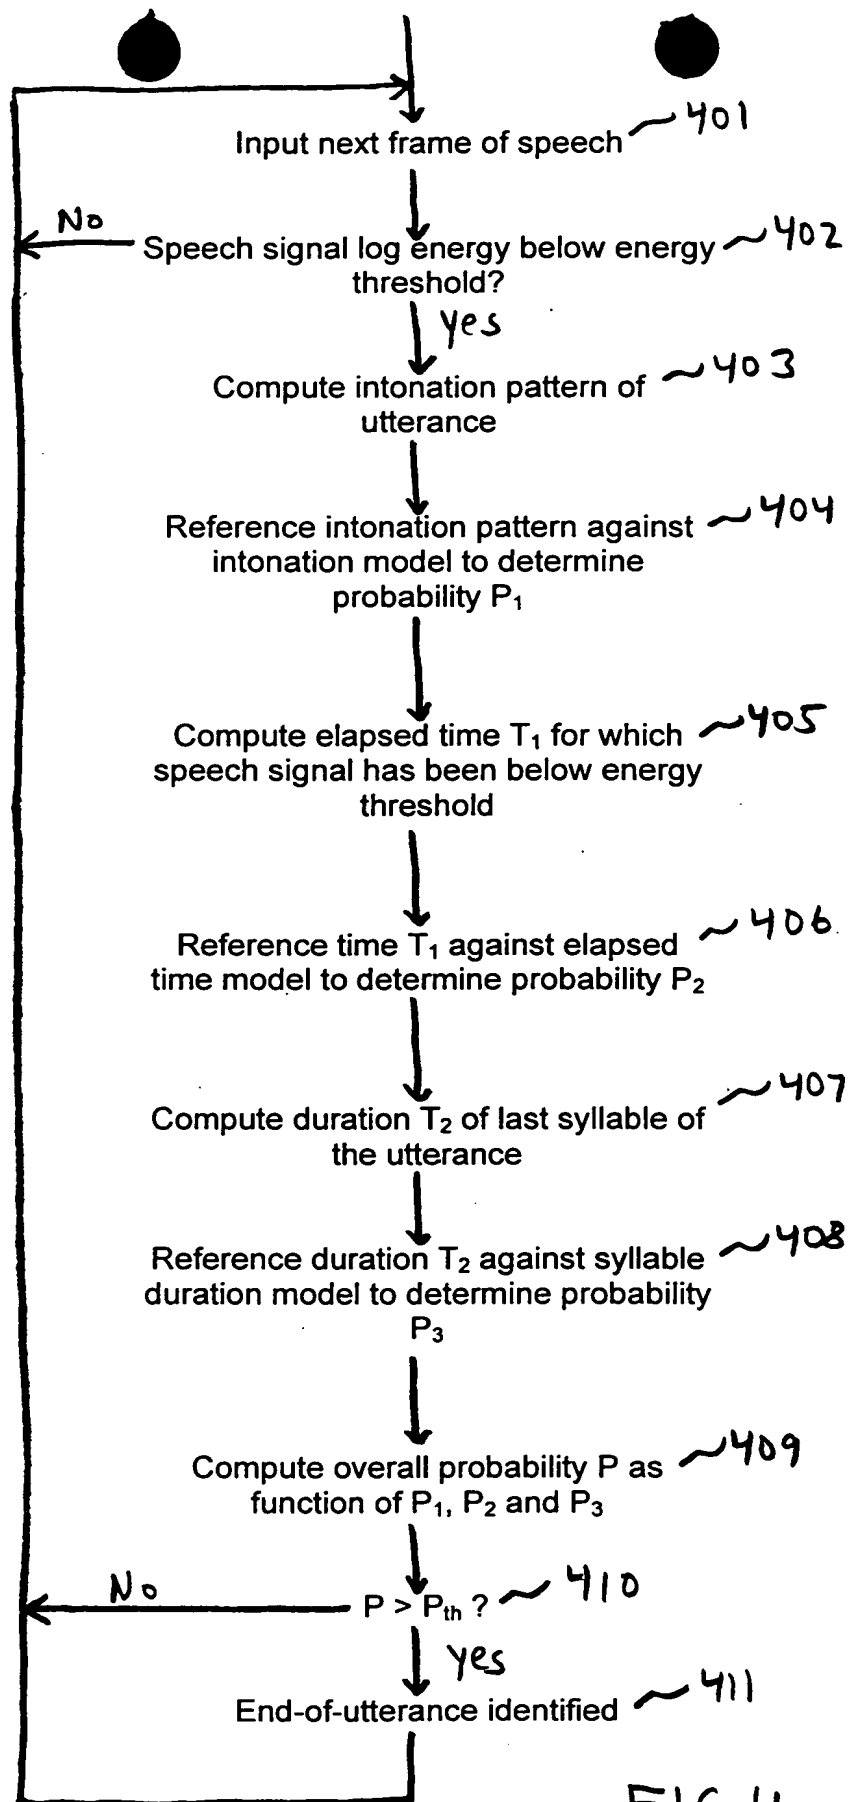 Input next frame of speech 401
No
Speech signal log energy below energy 402
threshold?
yes
Compute intonation pattern of 403
utterance
Reference intonation pattern against 404
intonation model to determine
probability P₁
Compute elapsed time T₁ for which 405
speech signal has been below energy
threshold
Reference time T₁ against elapsed 406
time model to determine probability P₂
Compute duration T₂ of last syllable of 407
the utterance
Reference duration T₂ against syllable 408
duration model to determine probability
P₃
Compute overall probability P as 409
function of P₁, P₂ and P₃
No
P > Pth ? 410
yes
End-of-utterance identified 411
FIG 4